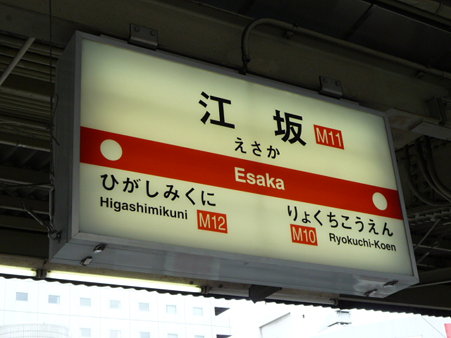 江坂 M11
えさか
Esaka
ひがしみくに
Higashimikuni M12
りょくちこうえん
M10 Ryokuchi-Koen